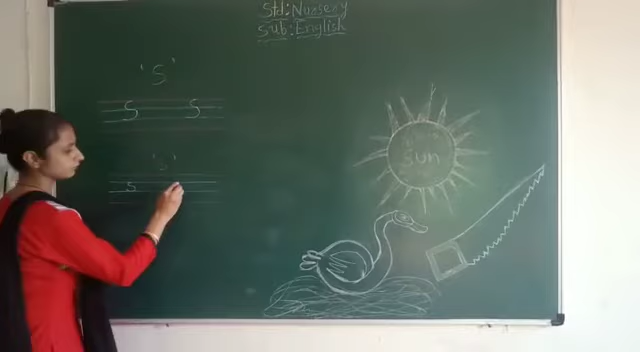 Std: Nursery
Sub: English
'S'
S S
's'
s
Sun